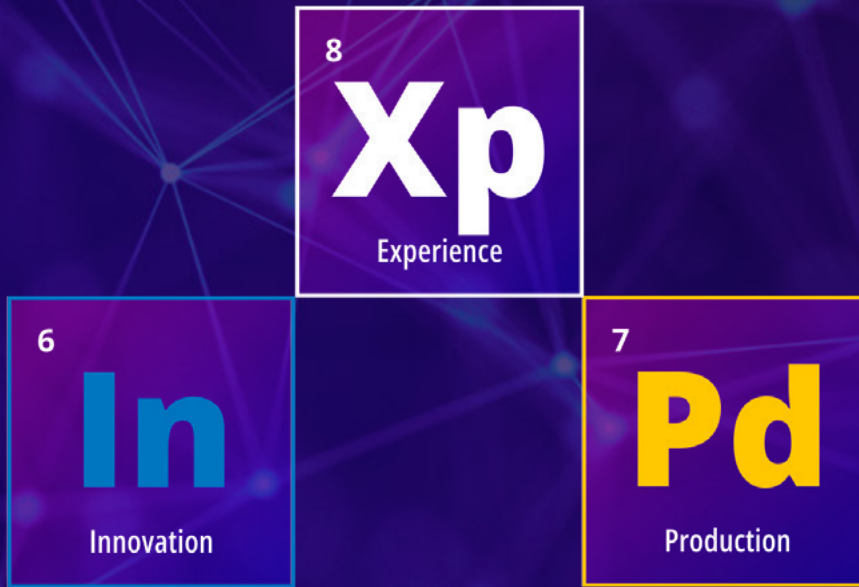 8
Xp
Experience
6
In
Innovation
7
Pd
Production